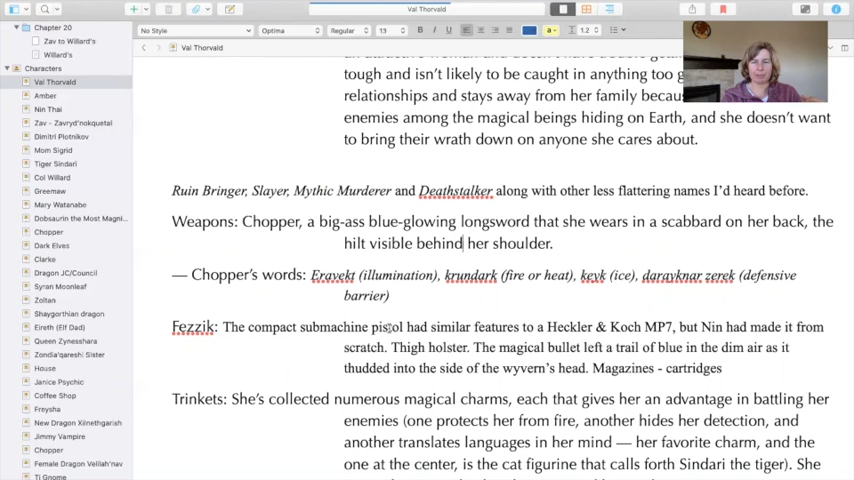 Val Thorvald
No Style Optima Regular 13 B I U a 1.2
Val Thorvald
Chapter 20
Zav to Willard's
Willard's
Characters
Val Thorvald
Amber
Nin Thai
Zav - Zavryd'nokquetal
Dimitri Plotnikov
Mom Sigrid
Tiger Sindari
Col Willard
Greemaw
Mary Watanabe
Dobsaurin the Most Magni...
Chopper
Dark Elves
Clarke
Dragon JC/Council
Syran Moonleaf
Zoltan
Shaygorthian dragon
Eireth (Elf Dad)
Queen Zynesshura
Zondia'qareshi Sister
House
Janice Psychic
Coffee Shop
Freysha
New Dragon Xilnethgarish
Jimmy Vampire
Chopper
Female Dragon Velilah'nav
Ti Gnome
tough and isn't likely to be caught in anything too
relationships and stays away from her family becaus
enemies among the magical beings hiding on Earth, and she doesn't want
to bring their wrath down on anyone she cares about.
Ruin Bringer, Slayer, Mythic Murderer and Deathstalker along with other less flattering names I'd heard before.
Weapons: Chopper, a big-ass blue-glowing longsword that she wears in a scabbard on her back, the
hilt visible behind her shoulder.
— Chopper's words: Eravekt (illumination), krundark (fire or heat), keyk (ice), darayknar zerek (defensive
barrier)
Fezzik: The compact submachine pistol had similar features to a Heckler & Koch MP7, but Nin had made it from
scratch. Thigh holster. The magical bullet left a trail of blue in the dim air as it
thudded into the side of the wyvern's head. Magazines - cartridges
Trinkets: She's collected numerous magical charms, each that gives her an advantage in battling her
enemies (one protects her from fire, another hides her detection, and
another translates languages in her mind — her favorite charm, and the
one at the center, is the cat figurine that calls forth Sindari the tiger). She